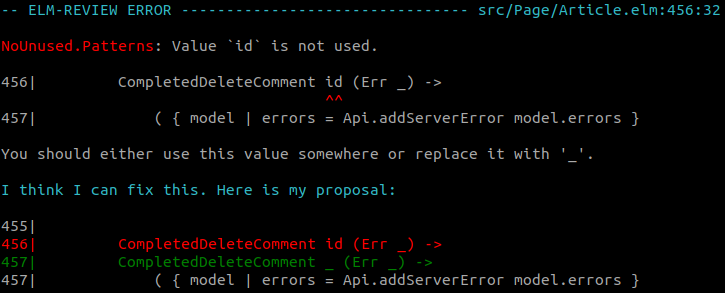 -- ELM-REVIEW ERROR -------------------------------- src/Page/Article.elm:456:32
NoUnused.Patterns: Value `id` is not used.
456|         CompletedDeleteComment id (Err _) ->
                                    ^^
457|             ( { model | errors = Api.addServerError model.errors }
You should either use this value somewhere or replace it with '_'.
I think I can fix this. Here is my proposal:
455|
456|         CompletedDeleteComment id (Err _) ->
457|         CompletedDeleteComment _ (Err _) ->
457|             ( { model | errors = Api.addServerError model.errors }